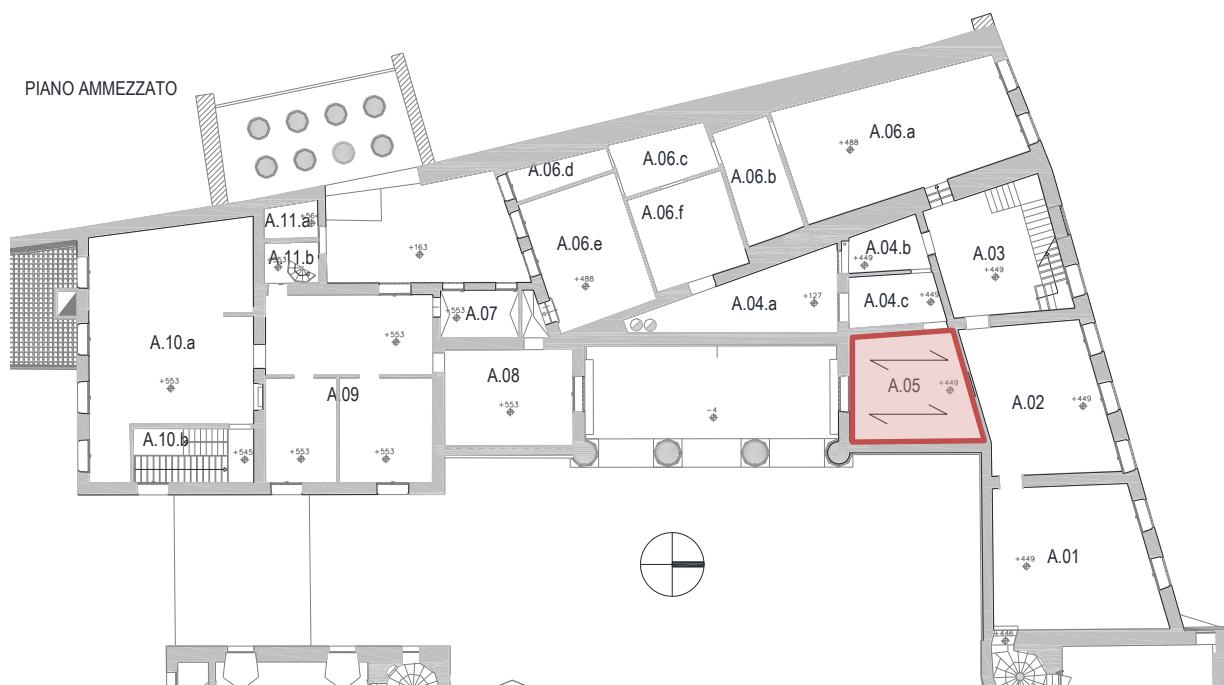 PIANO AMMEZZATO
A.06.a
+488
A.06.c
A.06.d
A.06.b
A.06.f
A.11.a
A.11.b
+163
A.06.e
+488
A.04.b
+449
A.03
+449
A.04.a
+127
A.04.c
+449
+553
A.07
+553
A.10.a
+553
A.08
+553
A.09
A.05
+449
A.02
+449
-4
A.10.b
+545
+553
+553
A.01
+449
+446